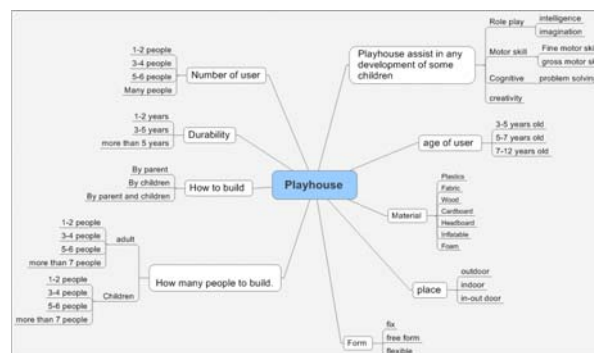 Playhouse
Number of user
1-2 people
3-4 people
5-6 people
Many people
Durability
1-2 years
3-5 years
more than 5 years
How to build
By parent
By children
By parent and children
How many people to build.
adult
1-2 people
3-4 people
5-6 people
more than 7 people
Children
1-2 people
3-4 people
5-6 people
more than 7 people
Playhouse assist in any
development of some
children
Role play
intelligence
imagination
Motor skill
Fine motor skil
gross motor sk
Cognitive
problem solving
creativity
age of user
3-5 years old
5-7 years old
7-12 years old
Material
Plastics
Fabric
Wood
Cardboard
Headboard
Inflatable
Foam
place
outdoor
indoor
in-out door
Form
fix
free form
flexible